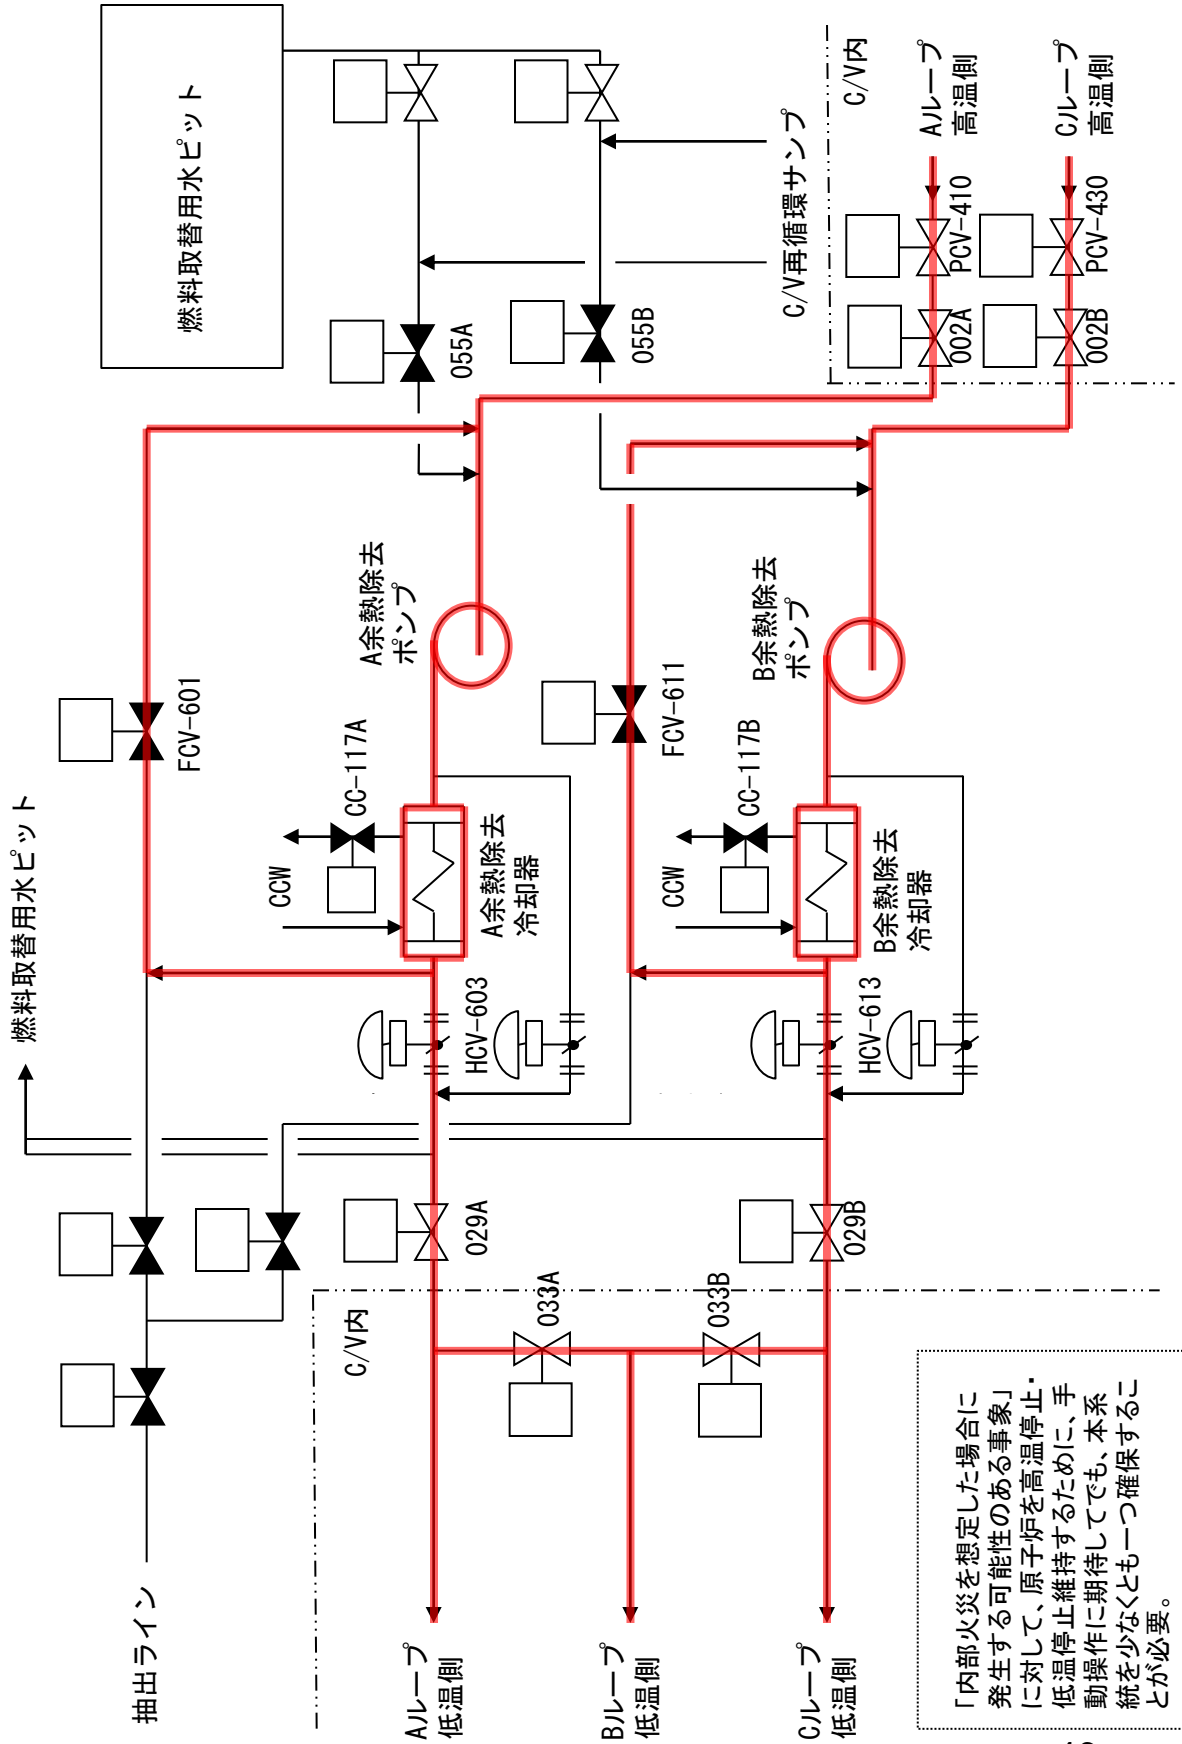 燃料取替用水ピット
抽出ライン
燃料取替用水ピット
FCV-601
055A
055B
C/V再循環サンプ
CCW
CC-117A
A余熱除去
冷却器
A余熱除去
ポンプ
HCV-603
029A
C/V内
033A
033B
Aループ
低温側
Bループ
低温側
Cループ
低温側
029B
HCV-613
CCW
CC-117B
B余熱除去
冷却器
FCV-611
B余熱除去
ポンプ
C/V内
002A
PCV-410
Aループ
高温側
002B
PCV-430
Cループ
高温側
「内部火災を想定した場合に
発生する可能性のある事象」
に対して、原子炉を高温停止・
低温停止維持するために、手
動操作に期待してでも、本系
統を少なくとも一つ確保するこ
とが必要。